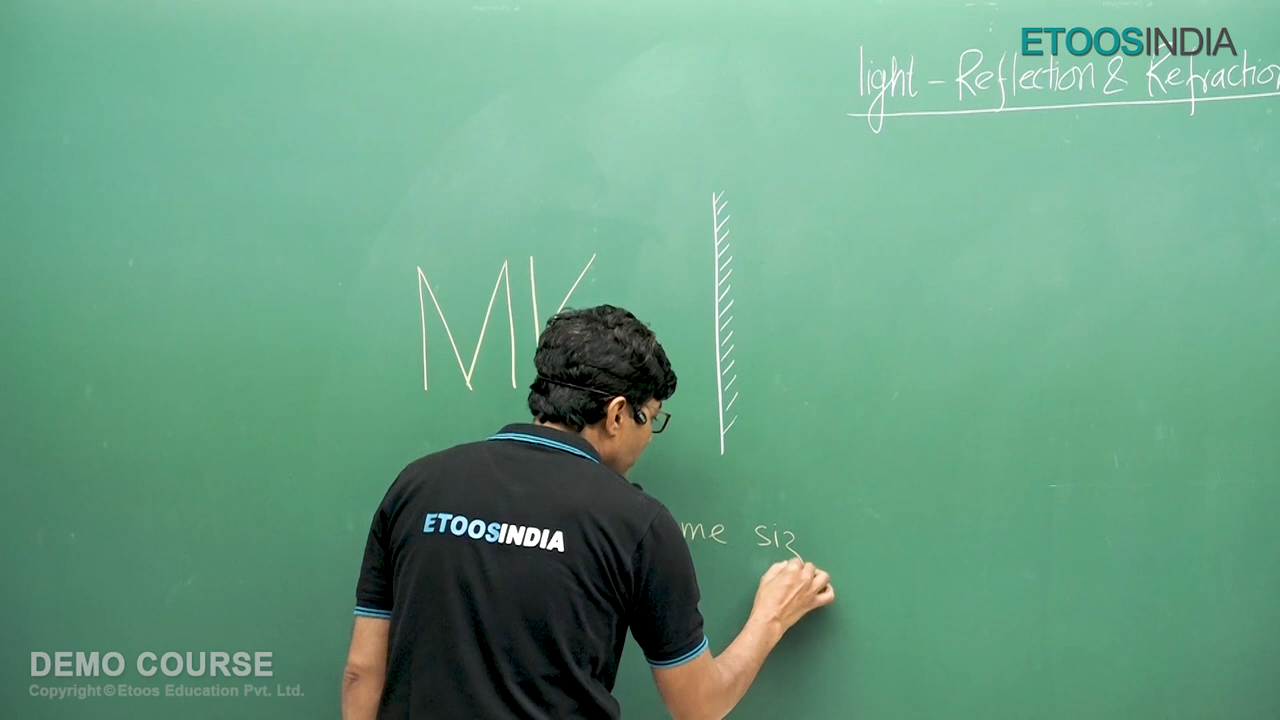 ETOOSINDIA
light - Reflection & Refraction
MK
me siz
ETOOSINDIA
DEMO COURSE
Copyright © Etoos Education Pvt. Ltd.